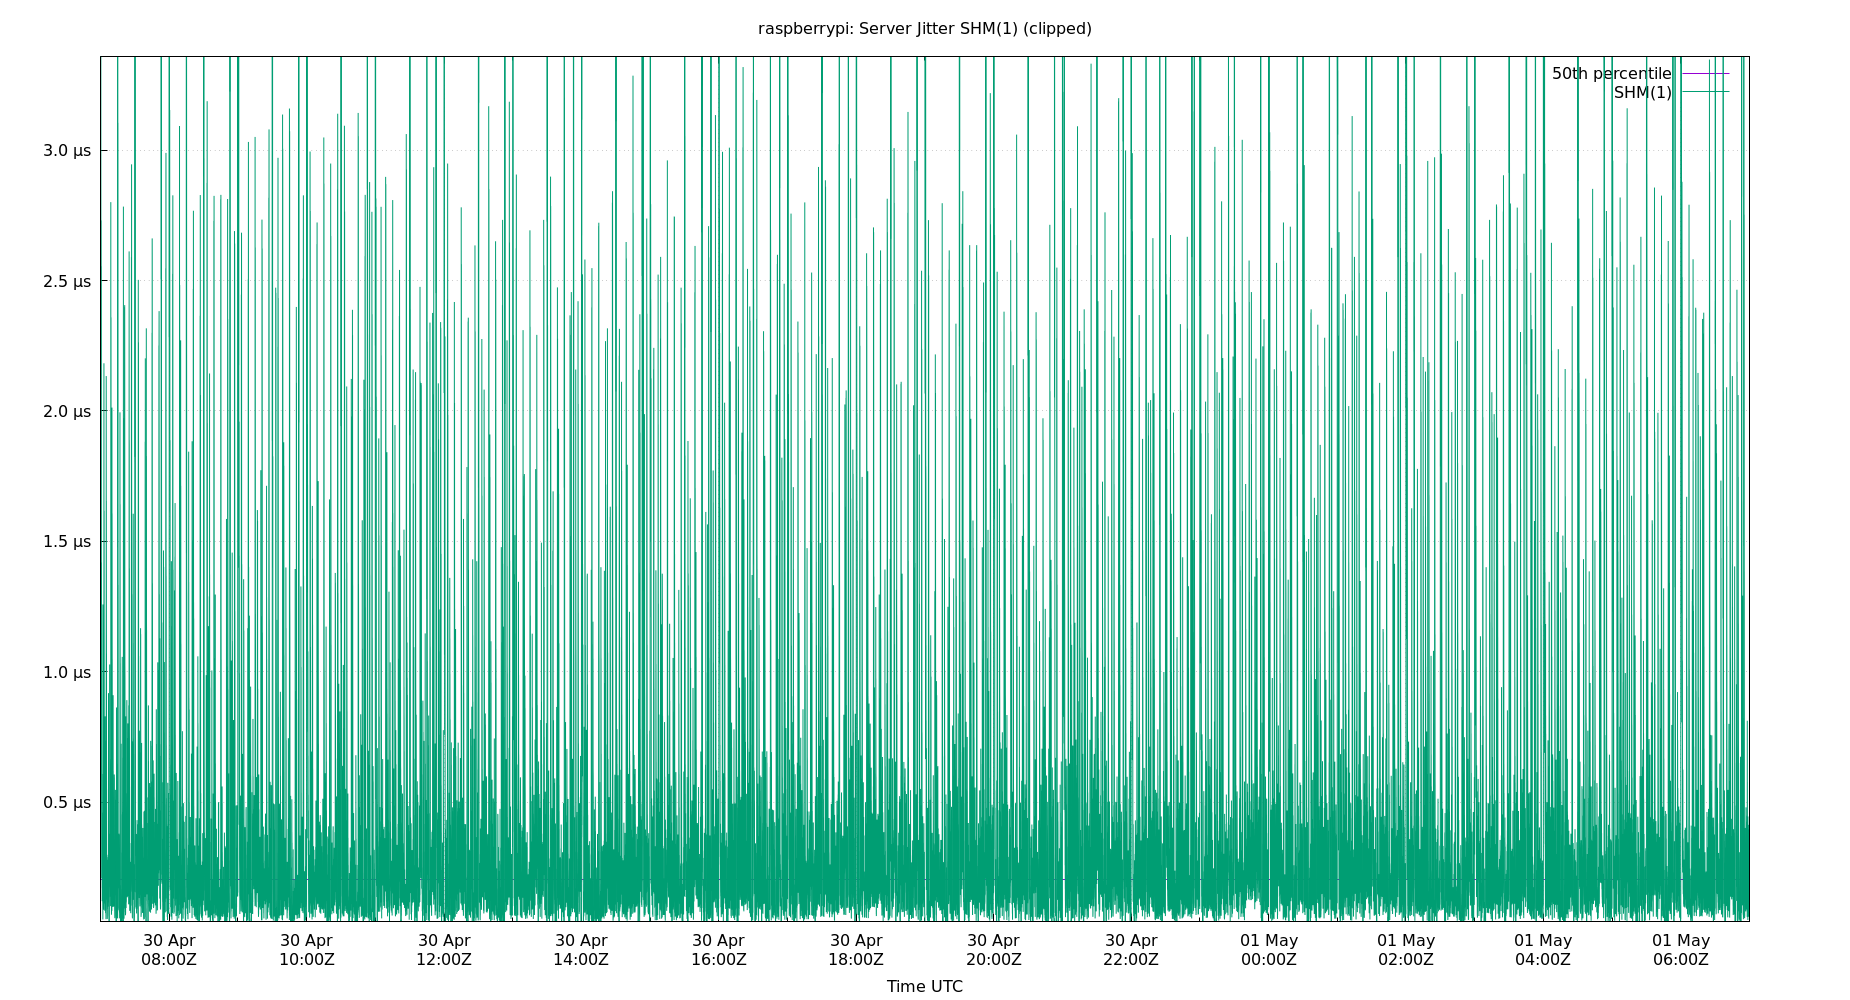 raspberrypi: Server Jitter SHM(1) (clipped)
50th percentile
SHM(1)
3.0 µs
2.5 µs
2.0 µs
1.5 µs
1.0 µs
0.5 µs
30 Apr 30 Apr 30 Apr 30 Apr 30 Apr 30 Apr 30 Apr 30 Apr 01 May 01 May 01 May 01 May
08:00Z 10:00Z 12:00Z 14:00Z 16:00Z 18:00Z 20:00Z 22:00Z 00:00Z 02:00Z 04:00Z 06:00Z
Time UTC